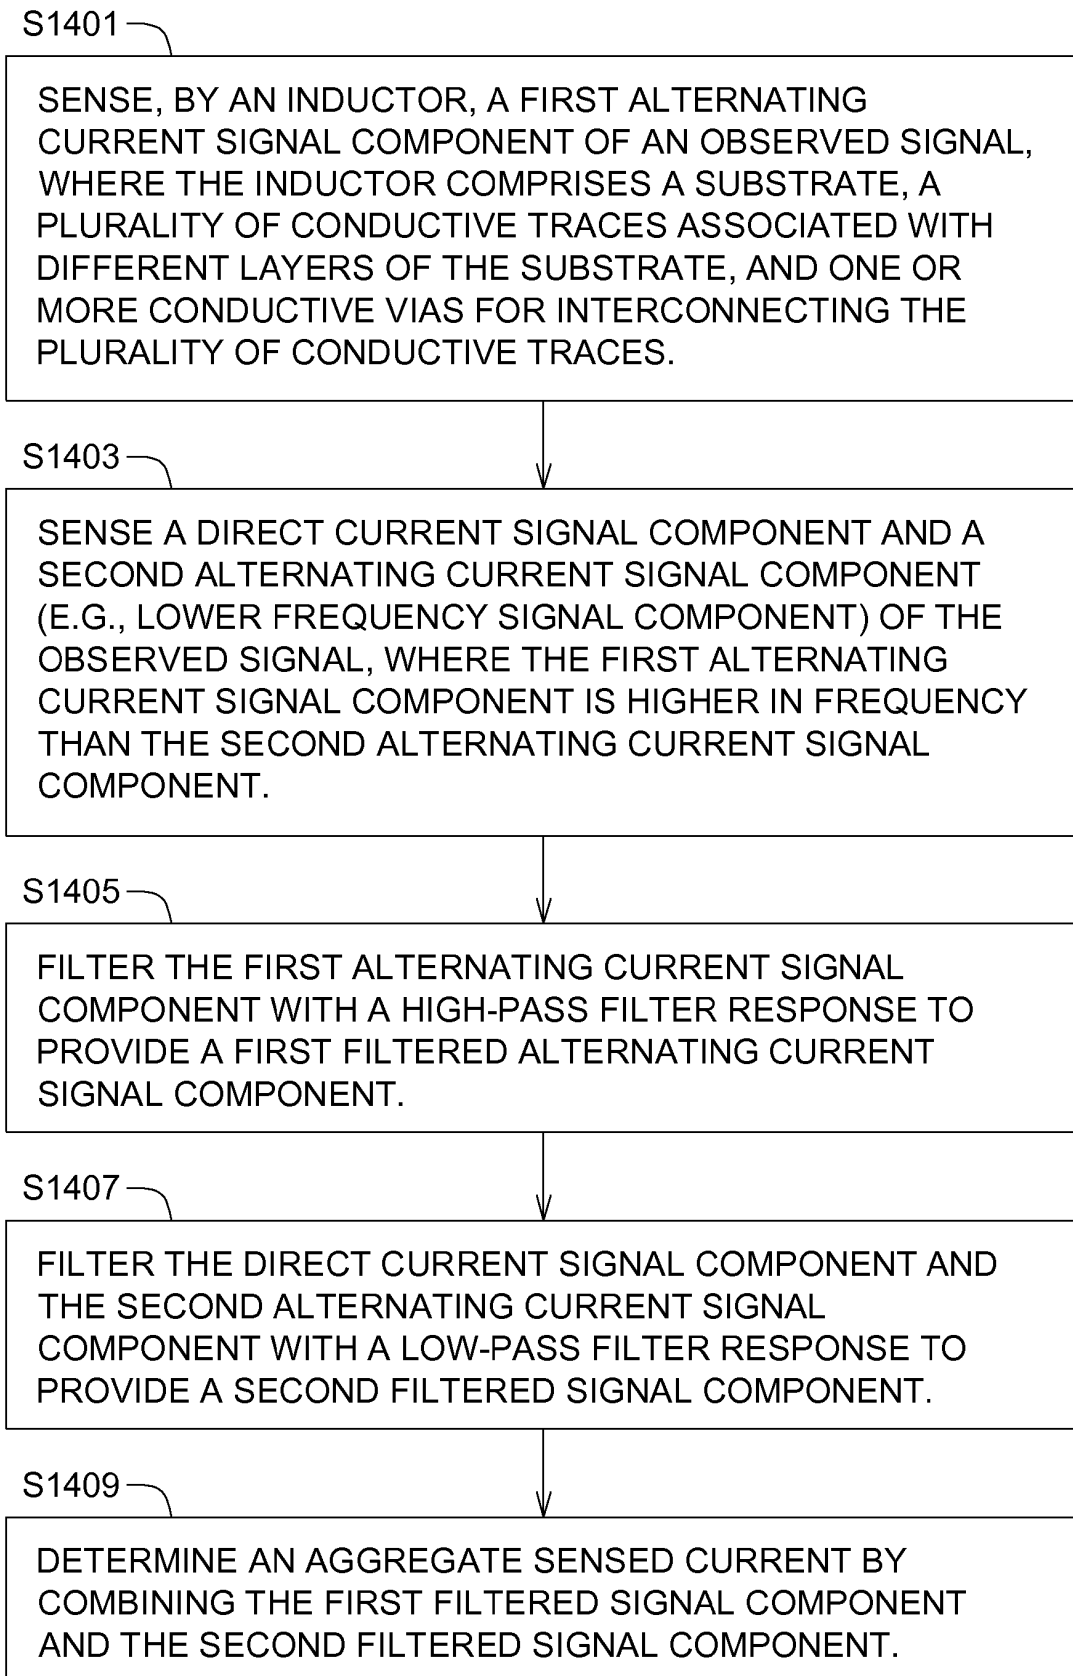 S1401
SENSE, BY AN INDUCTOR, A FIRST ALTERNATING
CURRENT SIGNAL COMPONENT OF AN OBSERVED SIGNAL,
WHERE THE INDUCTOR COMPRISES A SUBSTRATE, A
PLURALITY OF CONDUCTIVE TRACES ASSOCIATED WITH
DIFFERENT LAYERS OF THE SUBSTRATE, AND ONE OR
MORE CONDUCTIVE VIAS FOR INTERCONNECTING THE
PLURALITY OF CONDUCTIVE TRACES.
S1403
SENSE A DIRECT CURRENT SIGNAL COMPONENT AND A
SECOND ALTERNATING CURRENT SIGNAL COMPONENT
(E.G., LOWER FREQUENCY SIGNAL COMPONENT) OF THE
OBSERVED SIGNAL, WHERE THE FIRST ALTERNATING
CURRENT SIGNAL COMPONENT IS HIGHER IN FREQUENCY
THAN THE SECOND ALTERNATING CURRENT SIGNAL
COMPONENT.
S1405
FILTER THE FIRST ALTERNATING CURRENT SIGNAL
COMPONENT WITH A HIGH-PASS FILTER RESPONSE TO
PROVIDE A FIRST FILTERED ALTERNATING CURRENT
SIGNAL COMPONENT.
S1407
FILTER THE DIRECT CURRENT SIGNAL COMPONENT AND
THE SECOND ALTERNATING CURRENT SIGNAL
COMPONENT WITH A LOW-PASS FILTER RESPONSE TO
PROVIDE A SECOND FILTERED SIGNAL COMPONENT.
S1409
DETERMINE AN AGGREGATE SENSED CURRENT BY
COMBINING THE FIRST FILTERED SIGNAL COMPONENT
AND THE SECOND FILTERED SIGNAL COMPONENT.